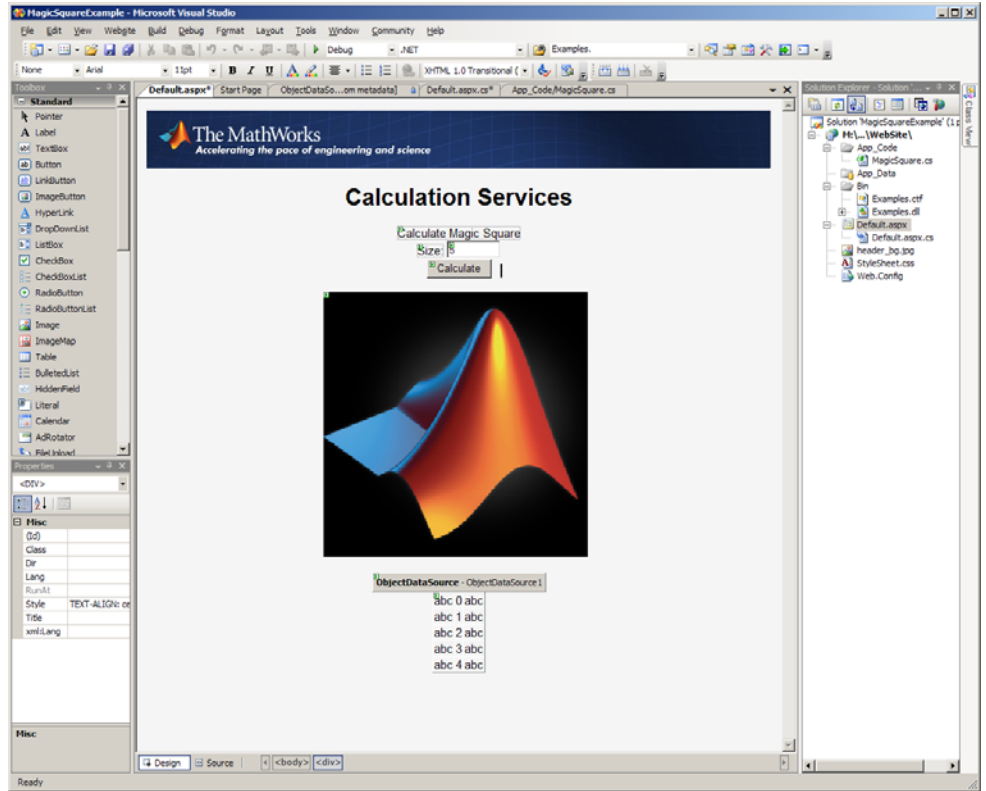 MagicSquareExample - Microsoft Visual Studio
File Edit View Website Build Debug Format Layout Tools Window Community Help
Debug .NET Examples.
None Arial 11pt B I U A XHTML 1.0 Transitional (
Toolbox
Standard
Pointer
A Label
TextBox
Button
LinkButton
ImageButton
HyperLink
DropDownList
ListBox
CheckBox
CheckBoxList
RadioButton
RadioButtonList
Image
ImageMap
Table
BulletedList
HiddenField
Literal
Calendar
AdRotator
FileUpload
Properties
<DIV>
Misc
(Id)
Class
Dir
Lang
RunAt
Style TEXT-ALIGN: ce
Title
xml:Lang
Misc
Default.aspx* Start Page ObjectDataSo...om metadata] Default.aspx.cs* App_Code/MagicSquare.cs
The MathWorks
Accelerating the pace of engineering and science
Calculation Services
Calculate Magic Square
Size: 5
Calculate
ObjectDataSource - ObjectDataSource1
abc 0 abc
abc 1 abc
abc 2 abc
abc 3 abc
abc 4 abc
Design Source <body> <div>
Solution Explorer - Solution '...
Solution 'MagicSquareExample' (1 p
H:\...\WebSite\
App_Code
MagicSquare.cs
App_Data
Bin
Examples.ctf
Examples.dll
Default.aspx
Default.aspx.cs
header_bg.jpg
StyleSheet.css
Web.Config
Class View
Ready